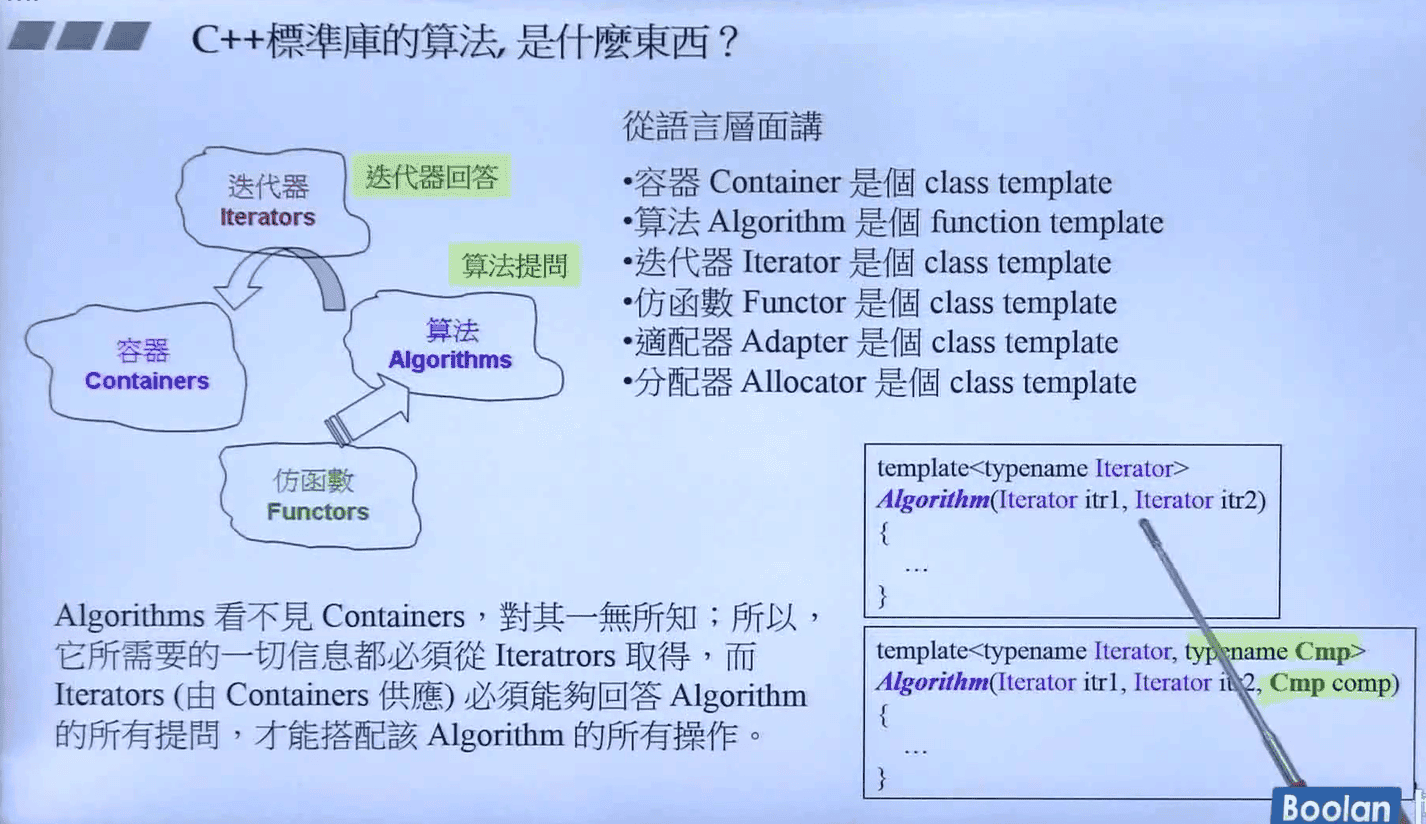 C++標準庫的算法, 是什麼東西？
迭代器
Iterators
迭代器回答
算法提問
容器
Containers
算法
Algorithms
仿函數
Functors
從語言層面講
•容器 Container 是個 class template
•算法 Algorithm 是個 function template
•迭代器 Iterator 是個 class template
•仿函數 Functor 是個 class template
•適配器 Adapter 是個 class template
•分配器 Allocator 是個 class template
template<typename Iterator>
Algorithm(Iterator itr1, Iterator itr2)
{
…
}
template<typename Iterator, typename Cmp>
Algorithm(Iterator itr1, Iterator itr2, Cmp comp)
{
…
}
Algorithms 看不見 Containers，對其一無所知；所以，
它所需要的一切信息都必須從 Iteratrors 取得，而
Iterators (由 Containers 供應) 必須能夠回答 Algorithm
的所有提問，才能搭配該 Algorithm 的所有操作。
Boolan